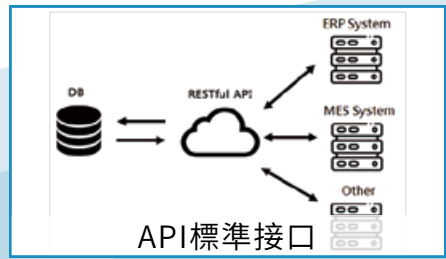 ERP System
DB
RESTful API
MES System
Other
API標準接口